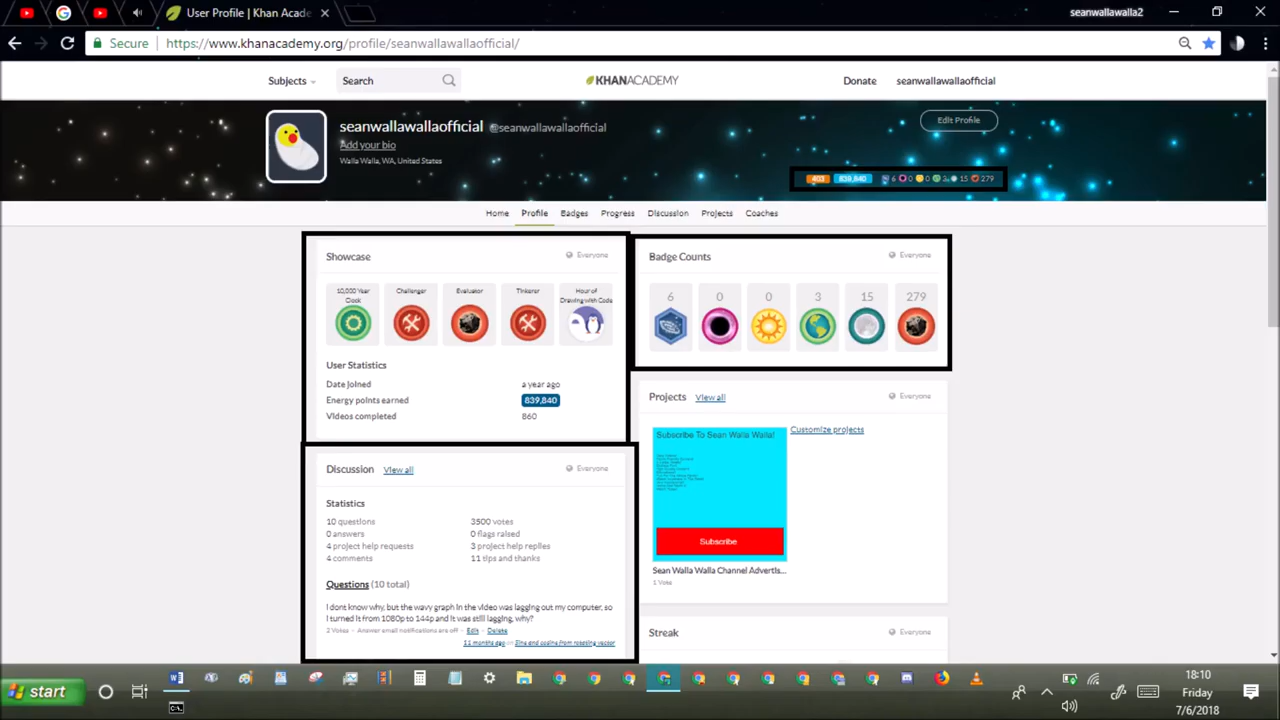 User Profile | Khan Acade
seanwallawalla2
Secure https://www.khanacademy.org/profile/seanwallawallaofficial/
Subjects Search KHANACADEMY Donate seanwallawallaofficial
seanwallawallaofficial @seanwallawallaofficial
Edit Profile
Add your bio
Walla Walla, WA, United States
403 839,840 6 0 0 3 15 279
Home Profile Badges Progress Discussion Projects Coaches
Showcase Everyone
10,000 Year Clock
Challenger
Evaluator
Tinkerer
Hour of Drawing with Code
User Statistics
Date Joined a year ago
Energy points earned 839,840
Videos completed 860
Badge Counts Everyone
6 0 0 3 15 279
Discussion View all Everyone
Statistics
10 questions 3500 votes
0 answers 0 flags raised
4 project help requests 3 project help replies
4 comments 11 tips and thanks
Questions (10 total)
I dont know why, but the wavy graph in the video was lagging out my computer, so
I turned it from 1080p to 144p and it was still lagging, why?
2 Votes - Answer email notifications are off - Edit - Delete
11 months ago on Sine and cosine from rotating vector
Projects View all Everyone
Subscribe To Sean Walla Walla!
Customize projects
Subscribe
Sean Walla Walla Channel Advertis...
1 Vote
Streak Everyone
start
18:10
Friday
7/6/2018